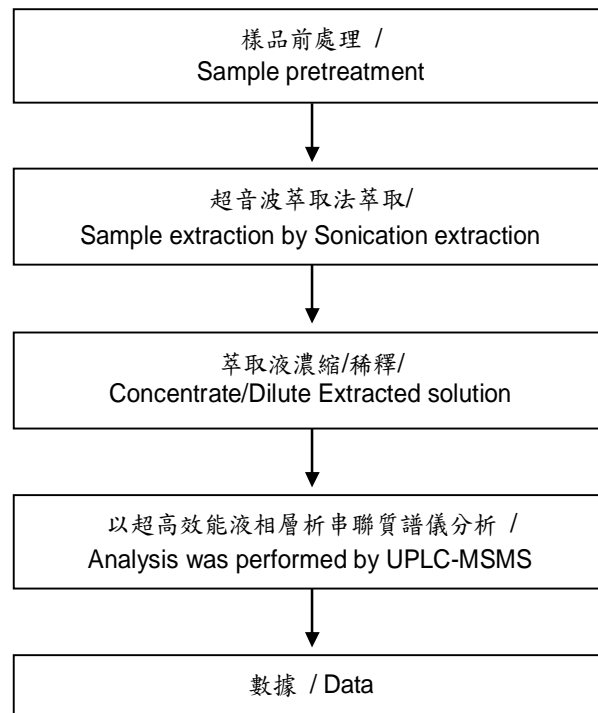 樣品前處理 /
Sample pretreatment
超音波萃取法萃取/
Sample extraction by Sonication extraction
萃取液濃縮/稀釋/
Concentrate/Dilute Extracted solution
以超高效能液相層析串聯質譜儀分析 /
Analysis was performed by UPLC-MSMS
數據 / Data